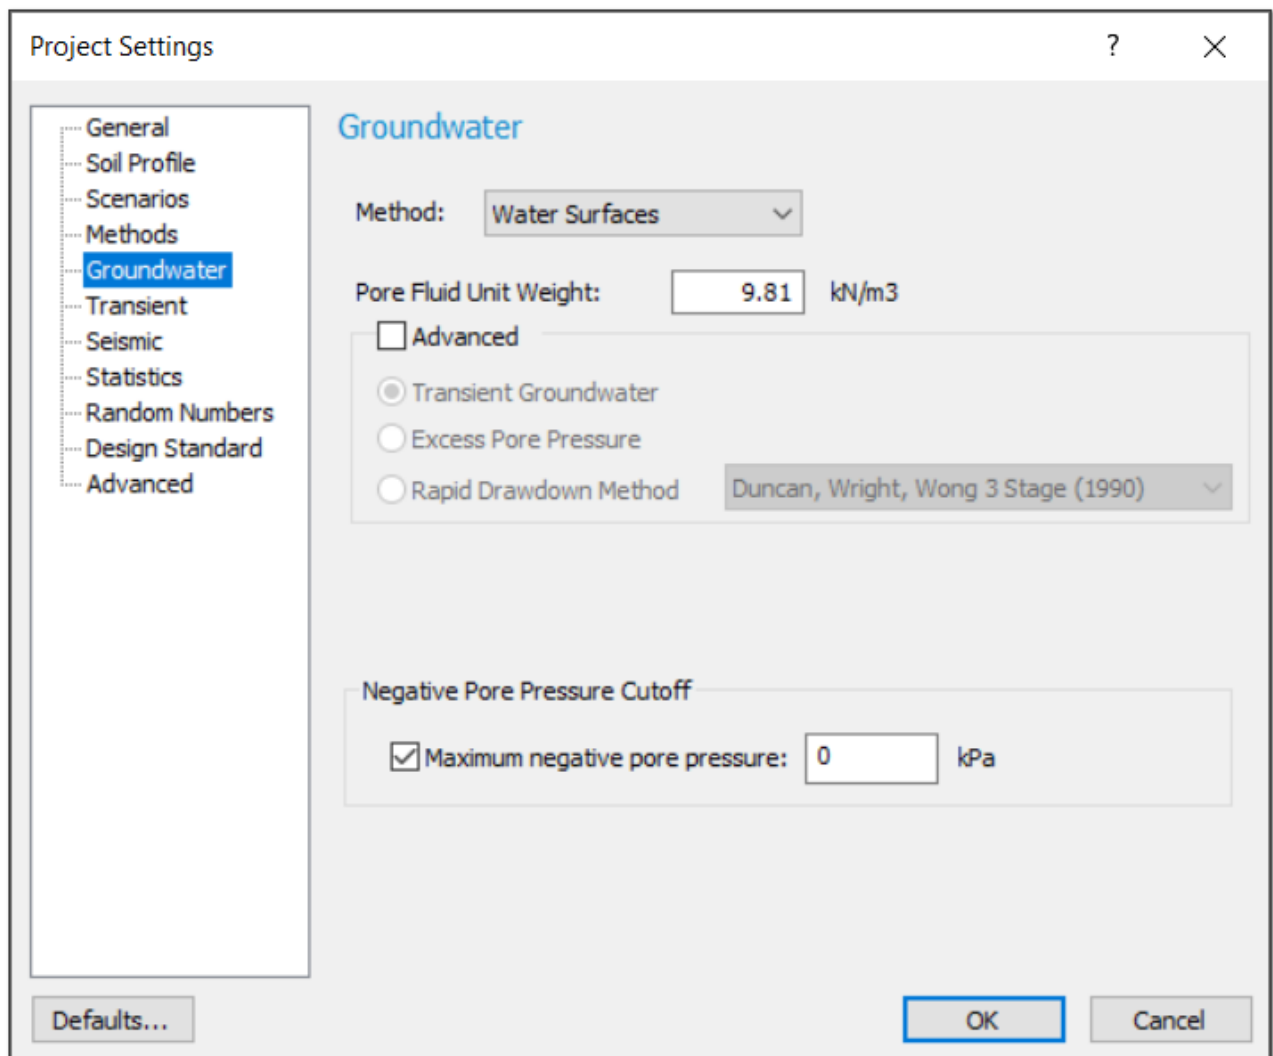 Project Settings
?
General
Soil Profile
Scenarios
Methods
Groundwater
Transient
Seismic
Statistics
Random Numbers
Design Standard
Advanced
Groundwater
Method: Water Surfaces
Pore Fluid Unit Weight: 9.81 kN/m3
Advanced
Transient Groundwater
Excess Pore Pressure
Rapid Drawdown Method Duncan, Wright, Wong 3 Stage (1990)
Negative Pore Pressure Cutoff
Maximum negative pore pressure: 0 kPa
Defaults... OK Cancel